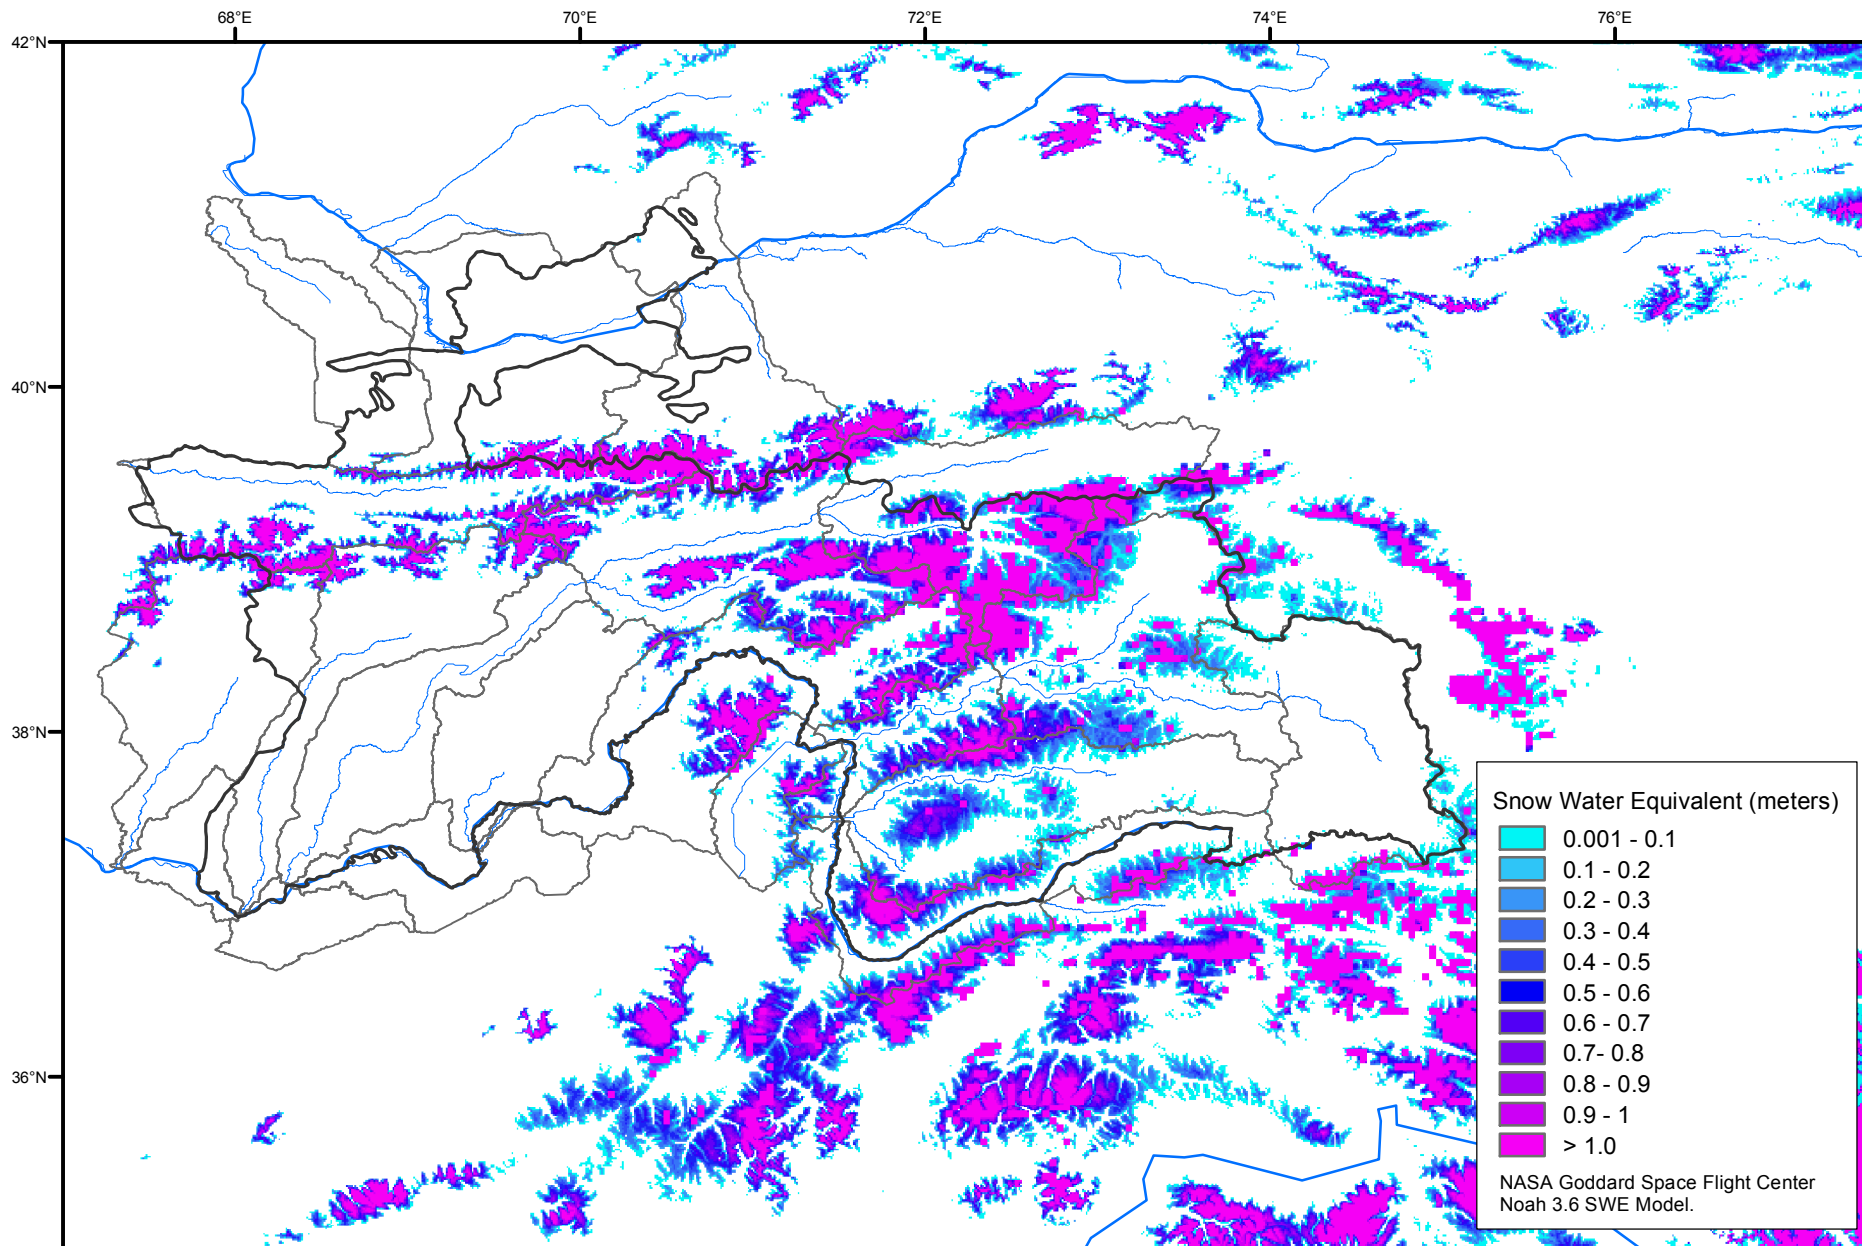 68°E 70°E 72°E 74°E 76°E
42°N
40°N
38°N
36°N
Snow Water Equivalent (meters)
0.001 - 0.1
0.1 - 0.2
0.2 - 0.3
0.3 - 0.4
0.4 - 0.5
0.5 - 0.6
0.6 - 0.7
0.7- 0.8
0.8 - 0.9
0.9 - 1
> 1.0
NASA Goddard Space Flight Center
Noah 3.6 SWE Model.